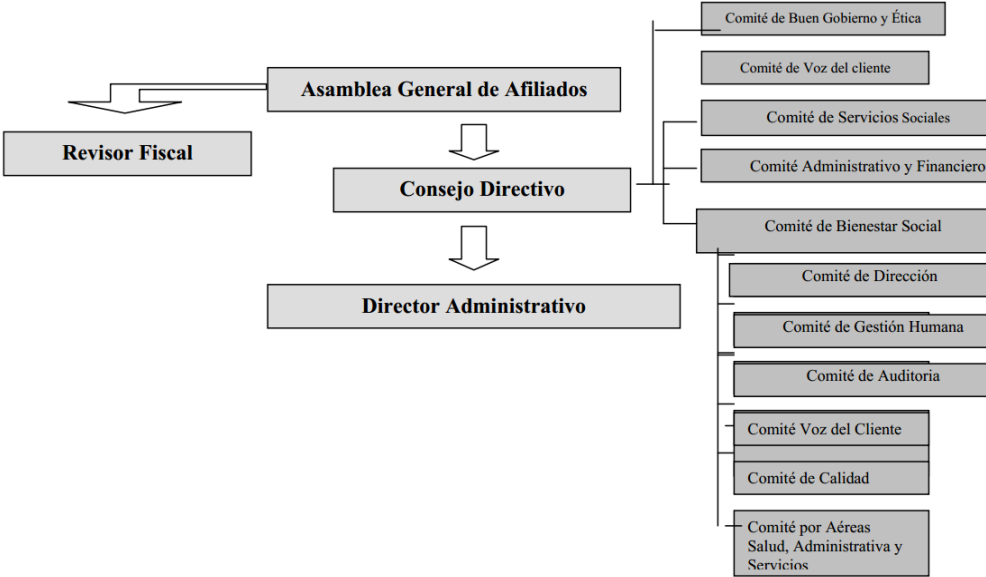 Comité de Buen Gobierno y Ética
Comité de Voz del cliente
Asamblea General de Afiliados
Comité de Servicios Sociales
Revisor Fiscal
Comité Administrativo y Financiero
Consejo Directivo
Comité de Bienestar Social
Comité de Dirección
Director Administrativo
Comité de Gestión Humana
Comité de Auditoria
Comité Voz del Cliente
Comité de Calidad
Comité por Aéreas
Salud, Administrativa y
Servicios